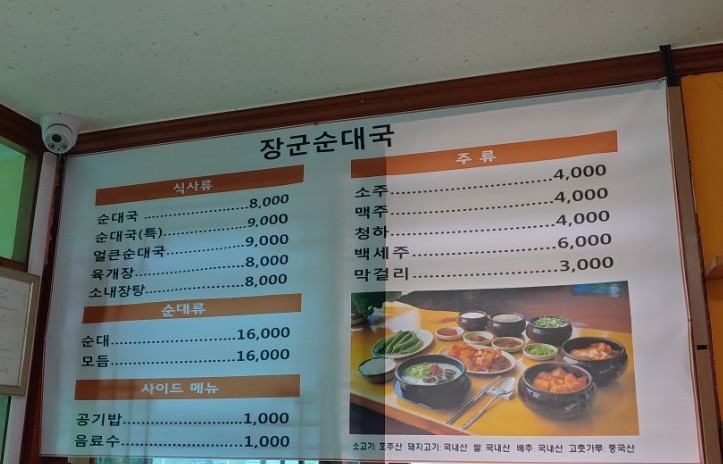 장군순대국
식사류
순대국 ........................8,000
순대국(특)........................9,000
얼큰순대국........................9,000
육개장........................8,000
소내장탕........................8,000
순대류
순대........................16,000
모듬........................16,000
사이드 메뉴
공기밥........................1,000
음료수........................1,000
주 류
소주........................4,000
맥주........................4,000
청하........................4,000
백세주........................6,000
막걸리........................3,000
소고기: 호주산 돼지고기: 국내산 쌀: 국내산 배추: 국내산 고춧가루: 중국산